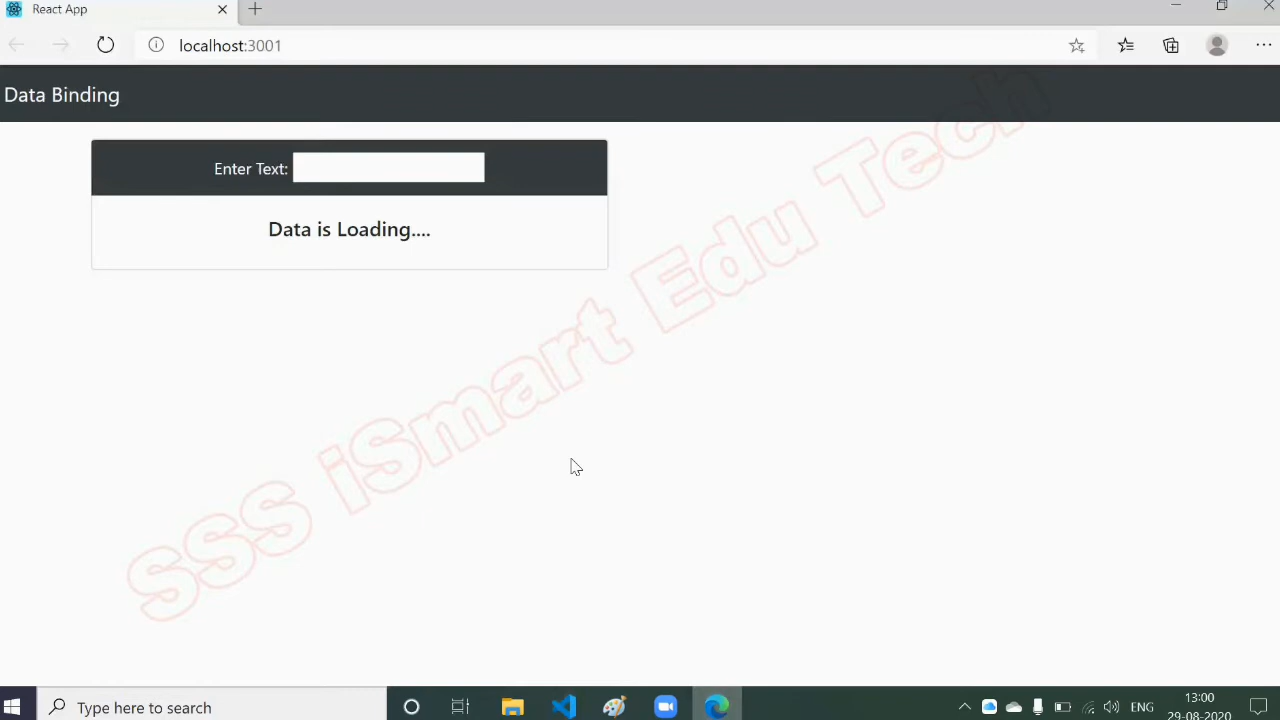 React App
localhost:3001
Data Binding
Enter Text:
Data is Loading....
SSS iSmart Edu Tech
Type here to search
ENG
13:00
29-08-2020